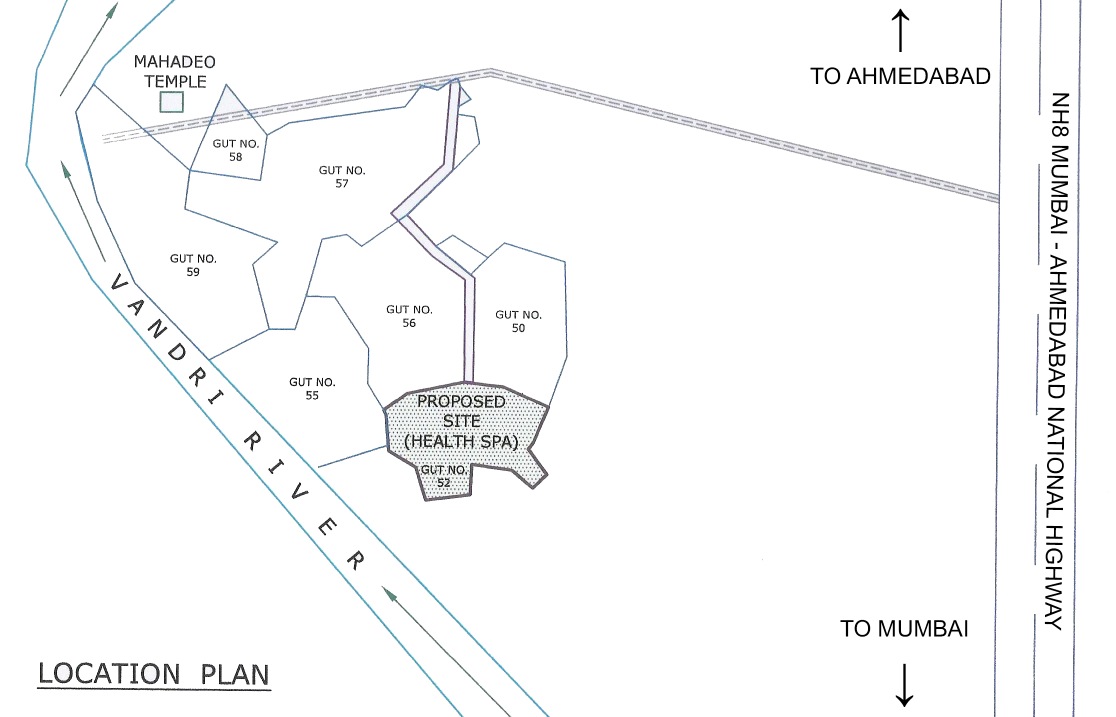 TO AHMEDABAD
MAHADEO
TEMPLE
GUT NO.
58
GUT NO.
57
GUT NO.
59
GUT NO.
56
GUT NO.
50
GUT NO.
55
PROPOSED
SITE
(HEALTH SPA)
GUT NO.
52
VANDRI RIVER
NH8 MUMBAI - AHMEDABAD NATIONAL HIGHWAY
TO MUMBAI
LOCATION PLAN